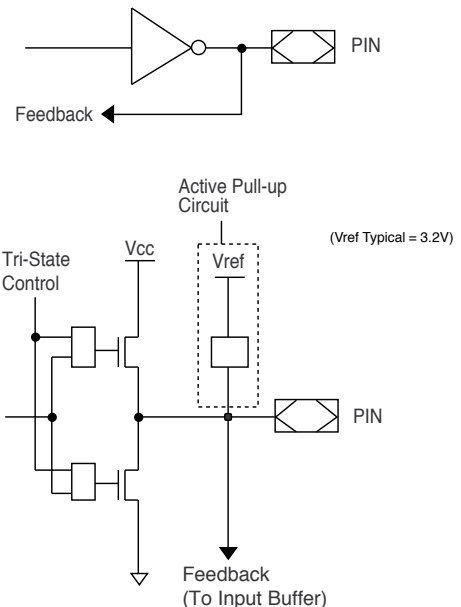 PIN
Feedback
Active Pull-up
Circuit
(Vref Typical = 3.2V)
Vcc
Vref
Tri-State
Control
PIN
Feedback
(To Input Buffer)